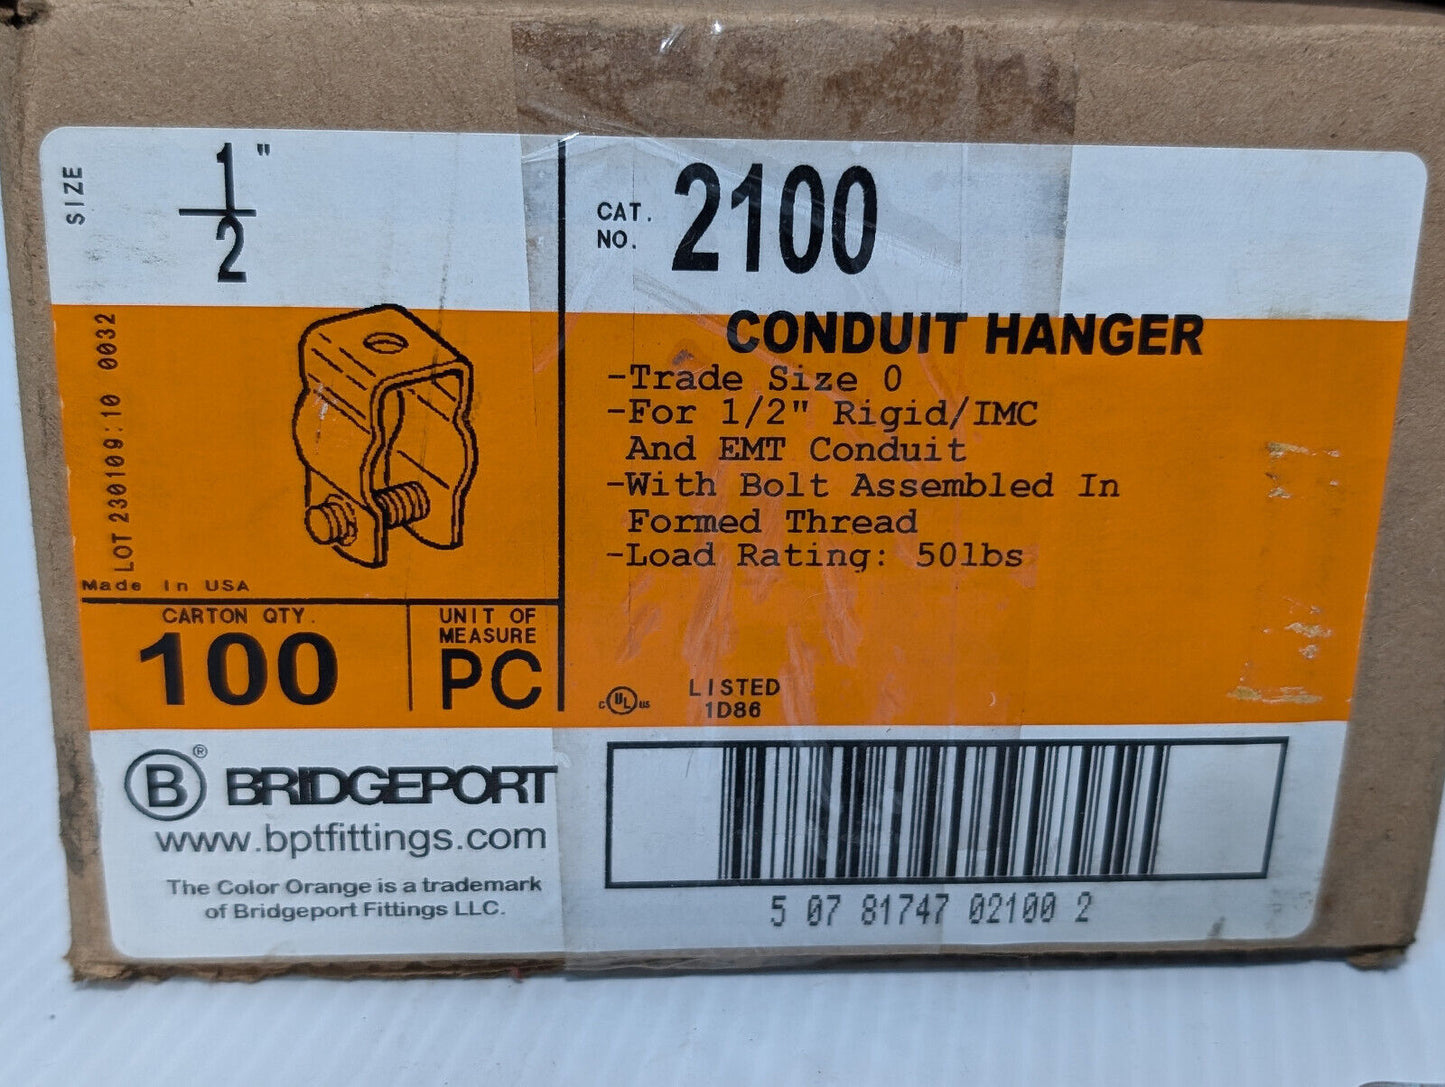 SIZE
1"
2
CAT.
NO.
2100
CONDUIT HANGER
-Trade Size 0
-For 1/2" Rigid/IMC
And EMT Conduit
-With Bolt Assembled In
Formed Thread
-Load Rating: 50lbs
LOT 230109:10 0032
Made In USA
CARTON QTY.
100
UNIT OF
MEASURE
PC
C UL US
LISTED
1D86
B® BRIDGEPORT
www.bptfittings.com
The Color Orange is a trademark
of Bridgeport Fittings LLC.
5 07 81747 02100 2